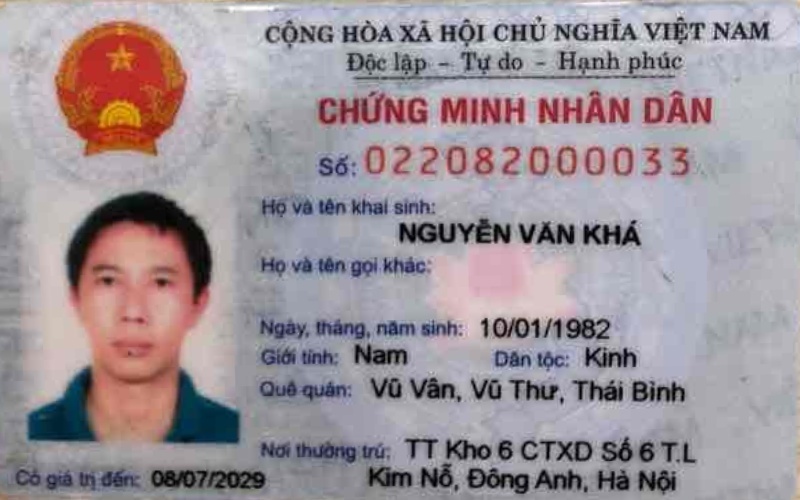 CỘNG HÒA XÃ HỘI CHỦ NGHĨA VIỆT NAM
Độc lập - Tự do - Hạnh phúc
CHỨNG MINH NHÂN DÂN
Số: 022082000033
Họ và tên khai sinh:
NGUYỄN VĂN KHÁ
Họ và tên gọi khác:
Ngày, tháng, năm sinh: 10/01/1982
Giới tính: Nam Dân tộc: Kinh
Quê quán: Vũ Vân, Vũ Thư, Thái Bình
Nơi thường trú: TT Kho 6 CTXD Số 6 T.L
Có giá trị đến: 08/07/2029 Kim Nỗ, Đông Anh, Hà Nội